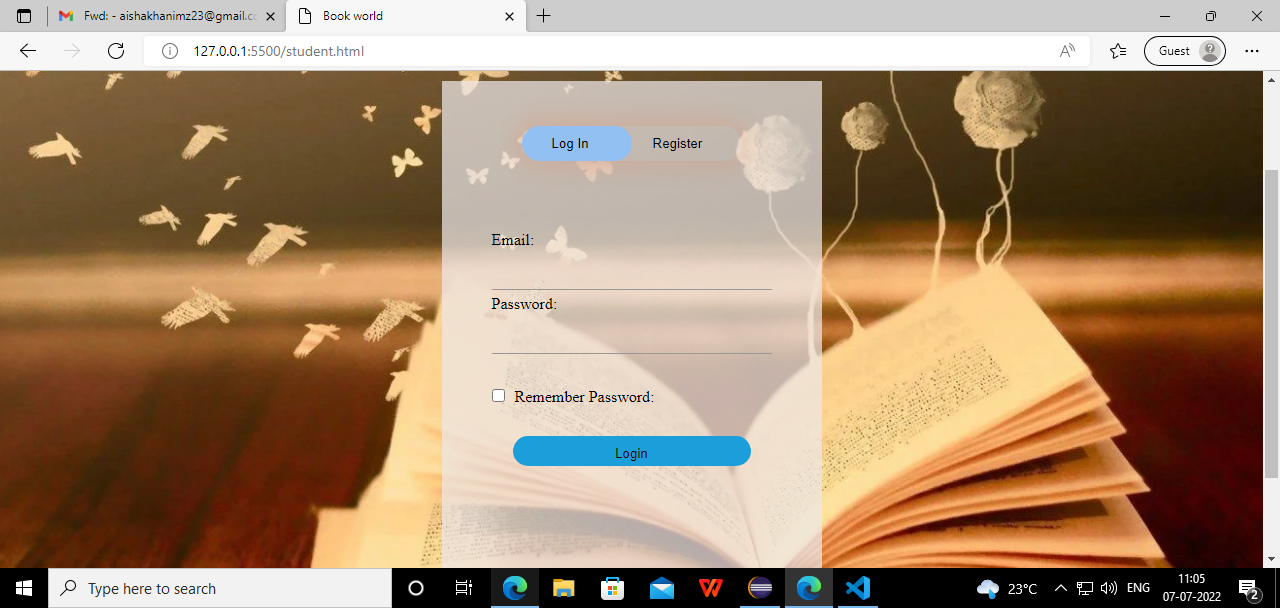 Fwd: - aishakhanimz23@gmail.c
Book world
127.0.0.1:5500/student.html
Guest
Log In
Register
Email:
Password:
Remember Password:
Login
Type here to search
23°C
ENG
11:05
07-07-2022
2